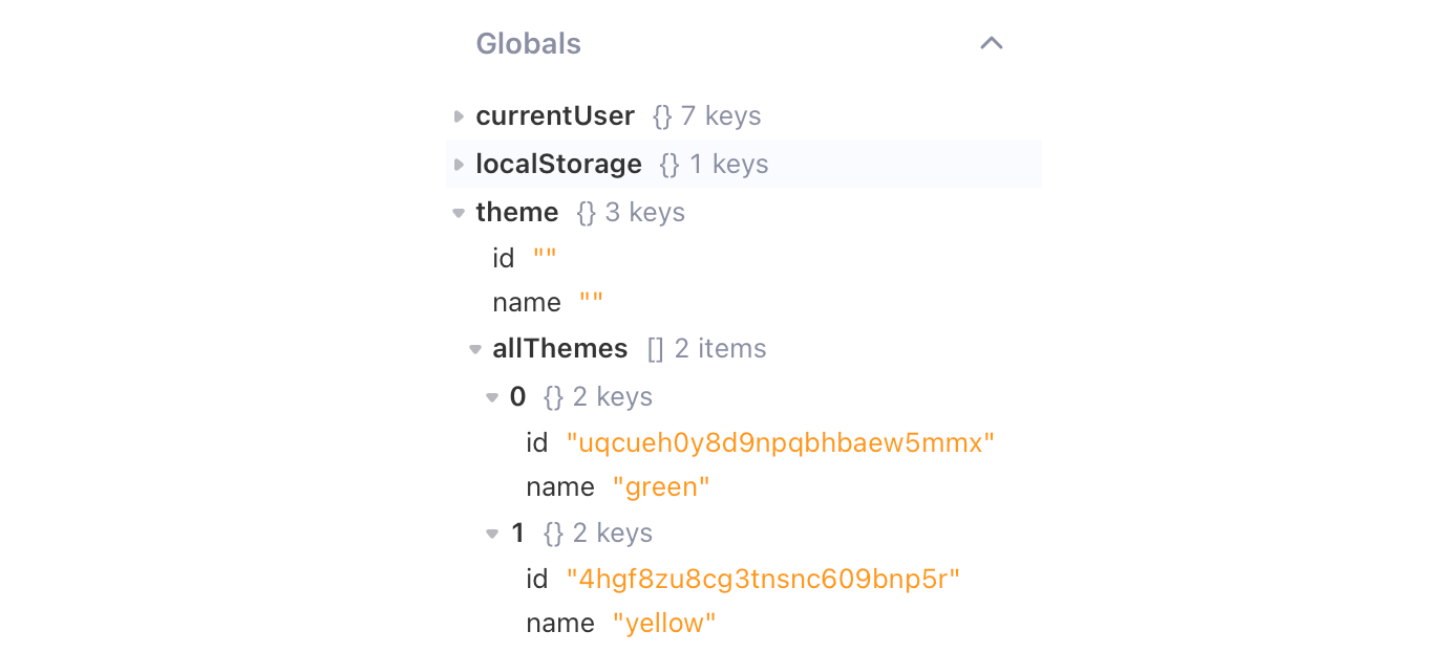 Globals
currentUser {} 7 keys
localStorage {} 1 keys
theme {} 3 keys
id ""
name ""
allThemes [] 2 items
0 {} 2 keys
id "uqcueh0y8d9npqbhbaew5mmx"
name "green"
1 {} 2 keys
id "4hgf8zu8cg3tnsnc609bnp5r"
name "yellow"